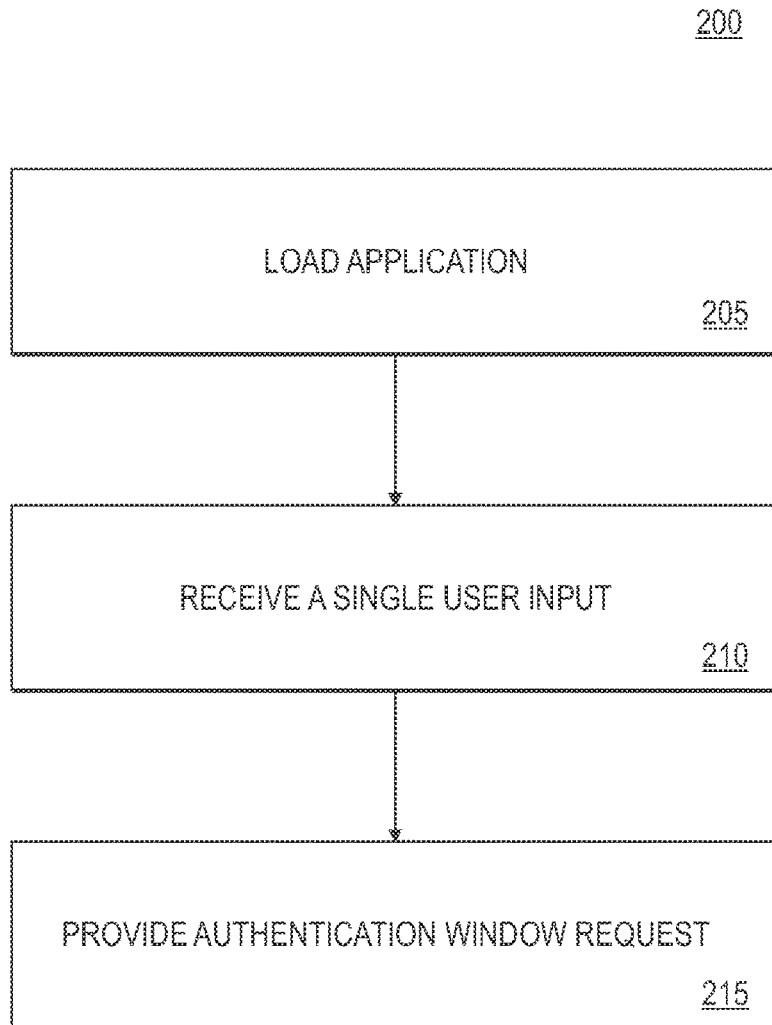 200
LOAD APPLICATION
205
RECEIVE A SINGLE USER INPUT
210
PROVIDE AUTHENTICATION WINDOW REQUEST
215